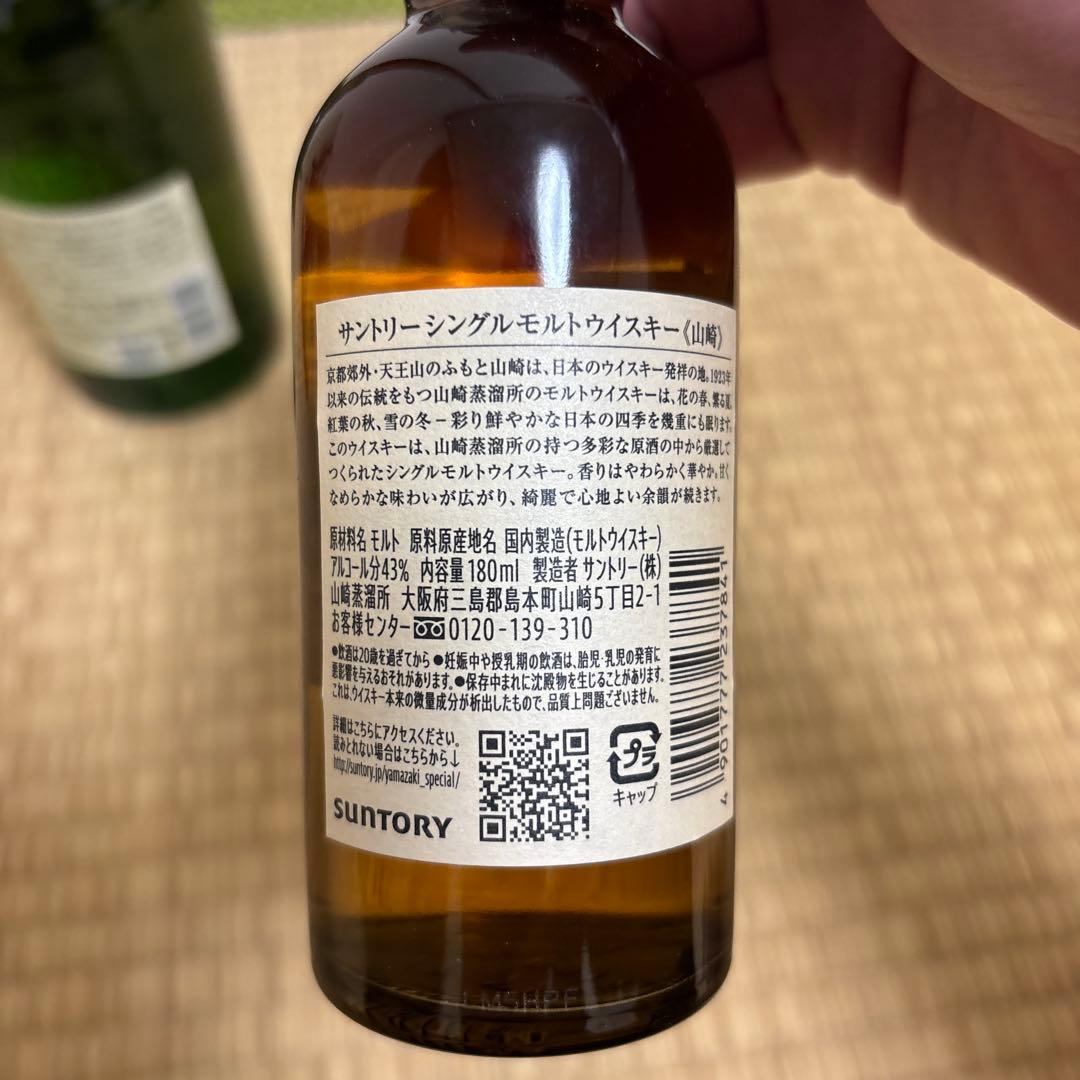 サントリーシングルモルトウイスキー《山崎》
京都郊外・天王山のふもと山崎は、日本のウイスキー発祥の地。1923年
以来の伝統をもつ山崎蒸溜所のモルトウイスキーは、花の春、繁る夏、
紅葉の秋、雪の冬－彩り鮮やかな日本の四季を幾重にも眠ります。
このウイスキーは、山崎蒸溜所の持つ多彩な原酒の中から厳選して
つくられたシングルモルトウイスキー。香りはやわらかく華やか。甘く
なめらかな味わいが広がり、綺麗で心地よい余韻が続きます。
原材料名 モルト 原料原産地名 国内製造(モルトウイスキー)
アルコール分43% 内容量180ml 製造者 サントリー(株)
山崎蒸溜所 大阪府三島郡島本町山崎5丁目2-1
お客様センター 0120-139-310
●飲酒は20歳を過ぎてから ●妊娠中や授乳期の飲酒は、胎児・乳児の発育に
悪影響を与えるおそれがあります。●保存中まれに沈殿物を生じることがあります。
これは、ウイスキー本来の微量成分が析出したもので、品質上問題ございません。
詳細はこちらにアクセスください。
読みとれない場合はこちらから↓
http://suntory.jp/yamazaki_special/
SUNTORY
プラ
キャップ
4 901777 237841